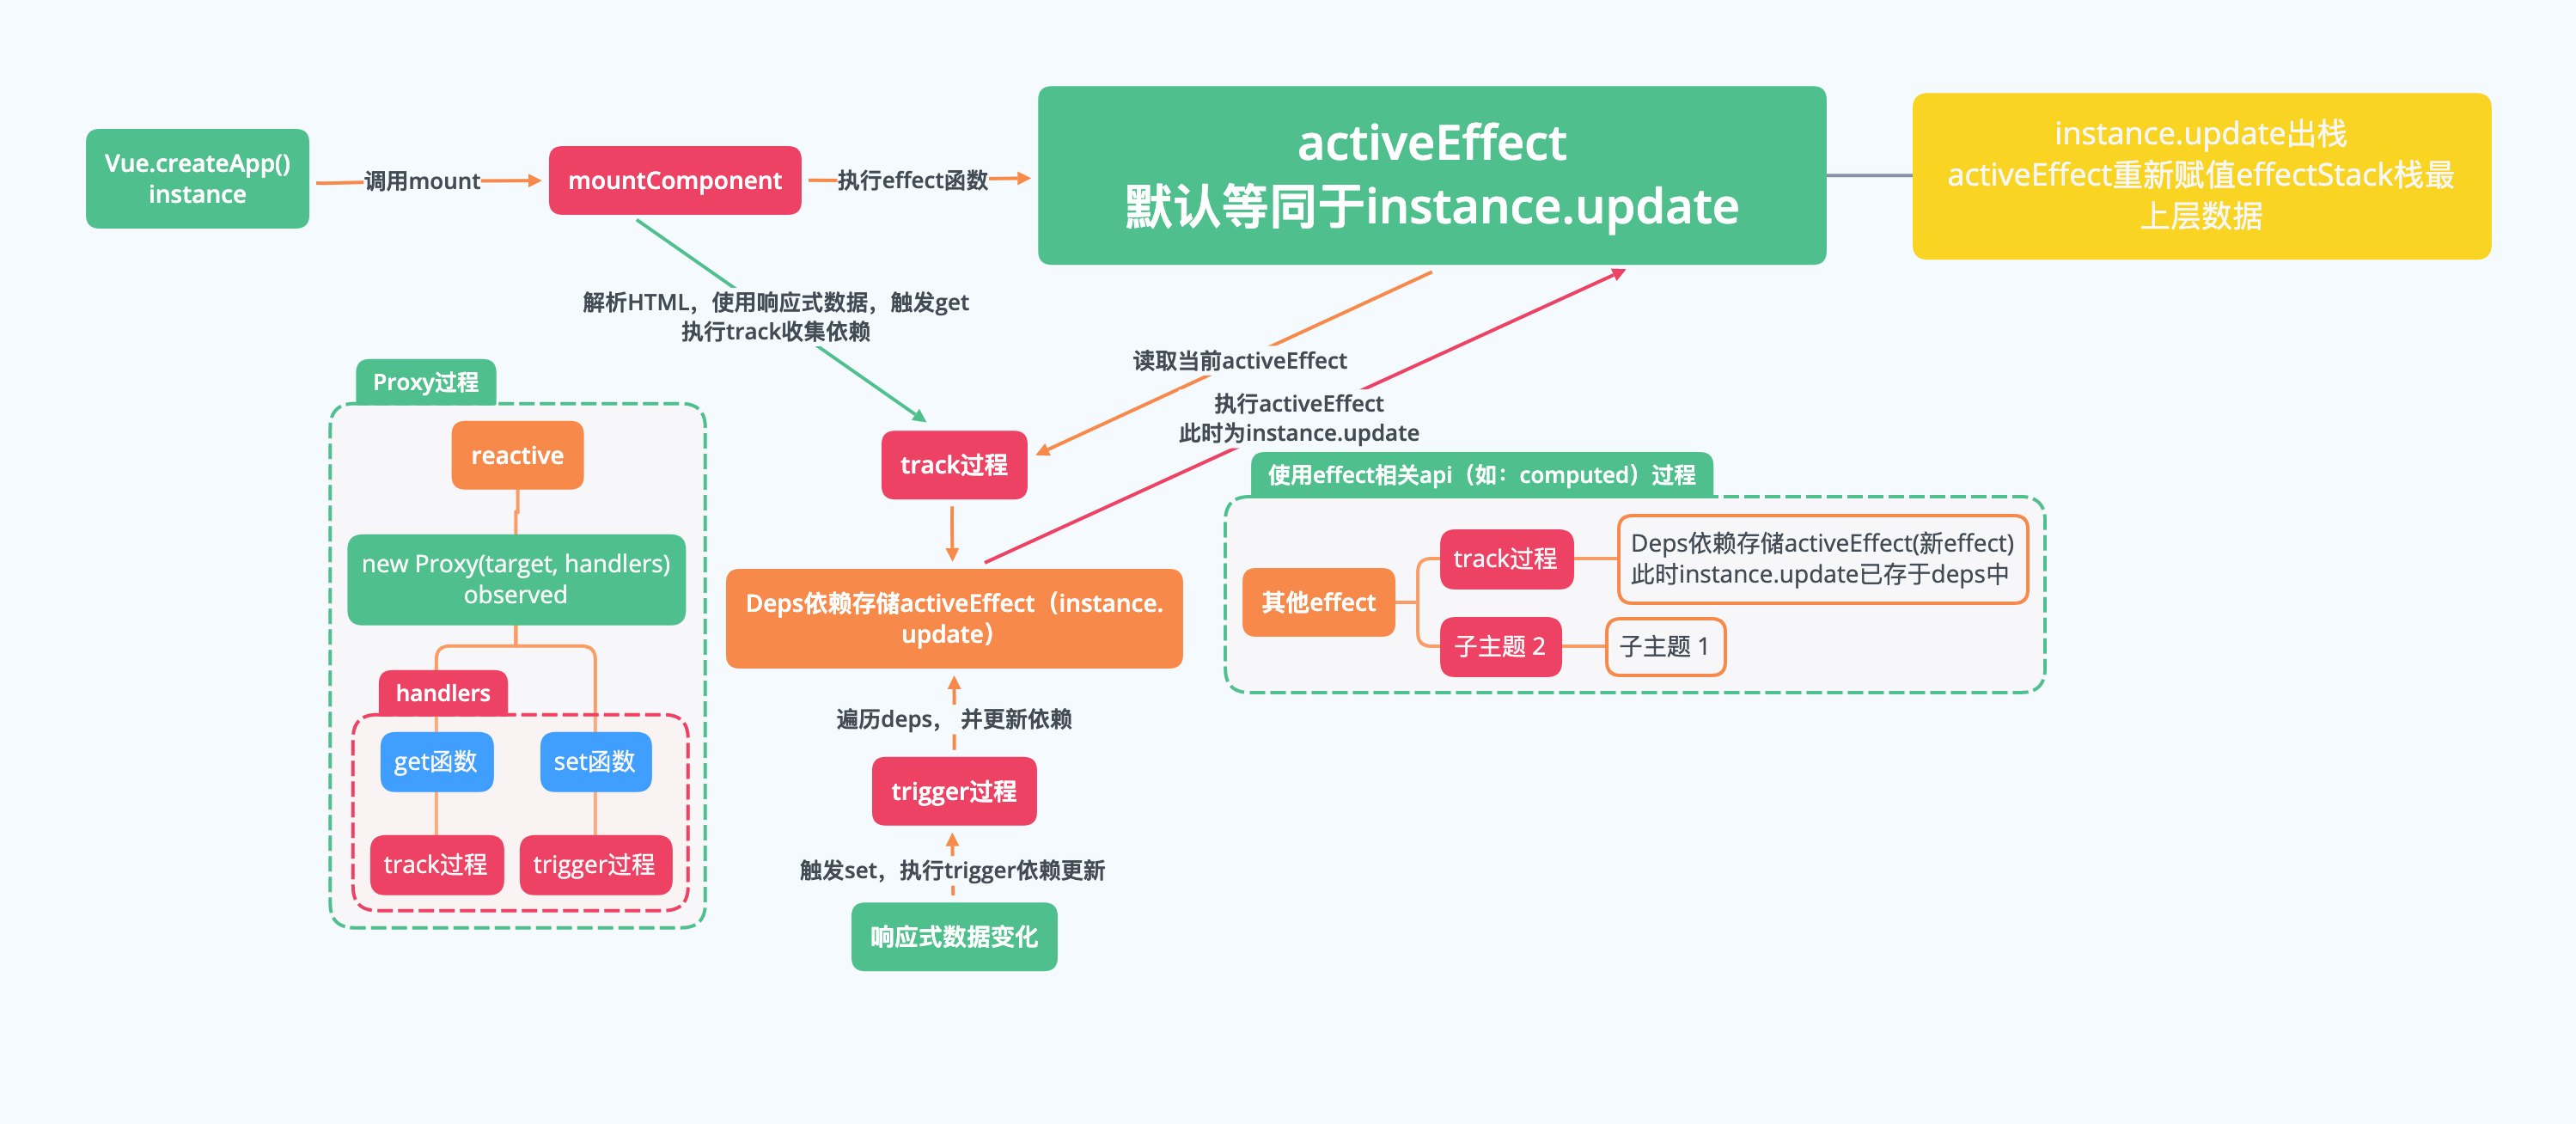 Vue.createApp()
instance
调用mount
mountComponent
执行effect函数
activeEffect
默认等同于instance.update
instance.update出栈
activeEffect重新赋值effectStack栈最
上层数据
解析HTML，使用响应式数据，触发get
执行track收集依赖
读取当前activeEffect
执行activeEffect
此时为instance.update
Proxy过程
reactive
new Proxy(target, handlers)
observed
handlers
get函数
set函数
track过程
trigger过程
track过程
Deps依赖存储activeEffect（instance.
update）
遍历deps， 并更新依赖
trigger过程
触发set，执行trigger依赖更新
响应式数据变化
使用effect相关api（如：computed）过程
其他effect
track过程
Deps依赖存储activeEffect(新effect)
此时instance.update已存于deps中
子主题 2
子主题 1